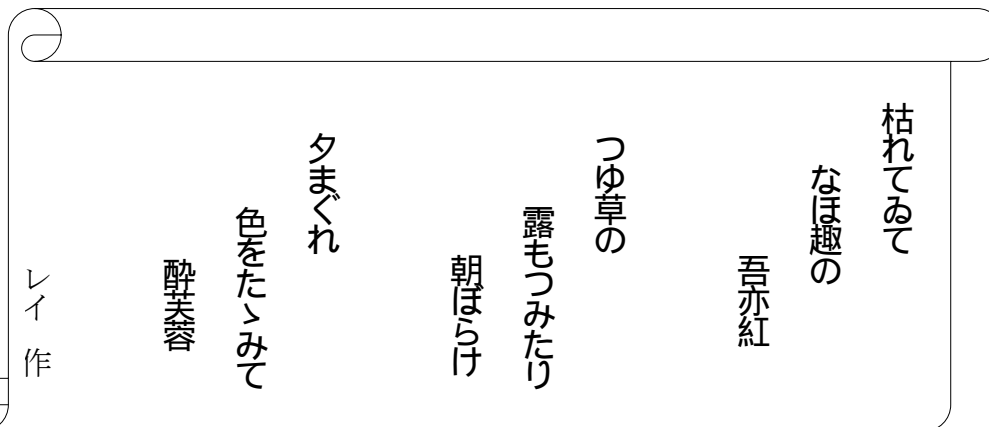 枯れてゐて
なほ趣の
吾亦紅
つゆ草の
露もつみたり
朝ぼらけ
夕まぐれ
色をたゝみて
酔芙蓉
レイ 作